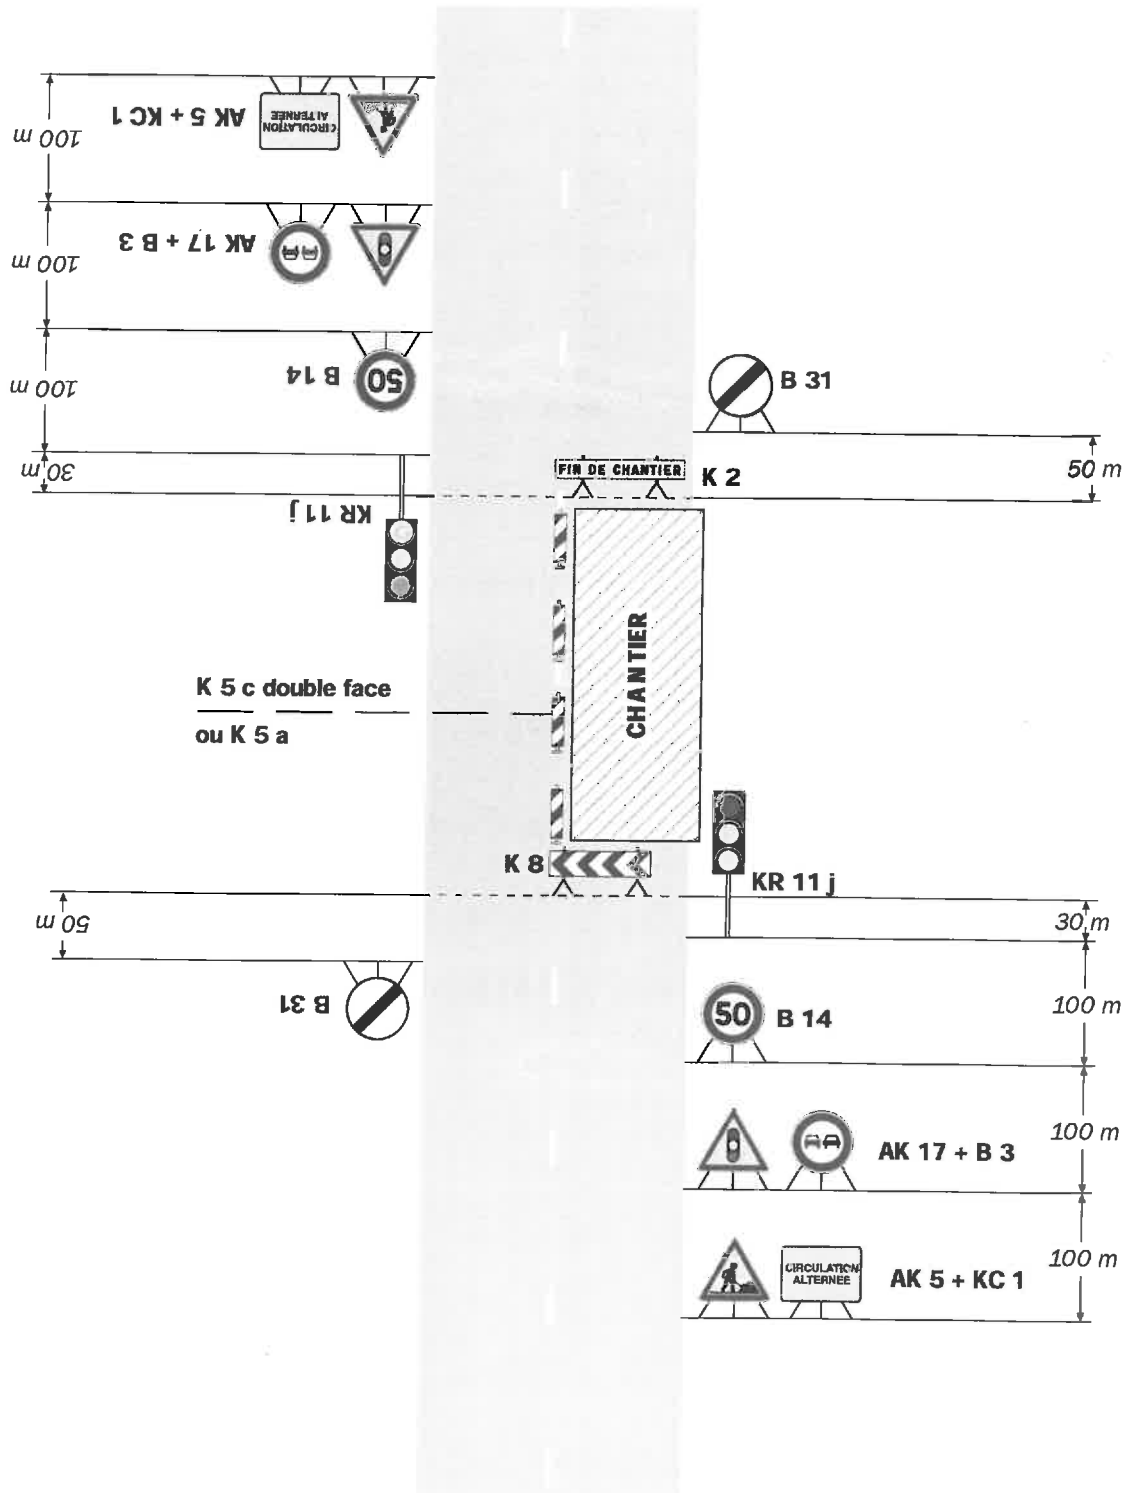 AK 5 + KC 1
CIRCULATION
ALTERNÉE
100 m
AK 17 + B 3
100 m
B 14
50
100 m
B 31
50 m
30 m
FIN DE CHANTIER
K 2
KR 11 j
CHANTIER
K 5 c double face
ou K 5 a
K 8
KR 11 j
50 m
30 m
B 31
50
B 14
100 m
AK 17 + B 3
100 m
CIRCULATION
ALTERNÉE
AK 5 + KC 1
100 m